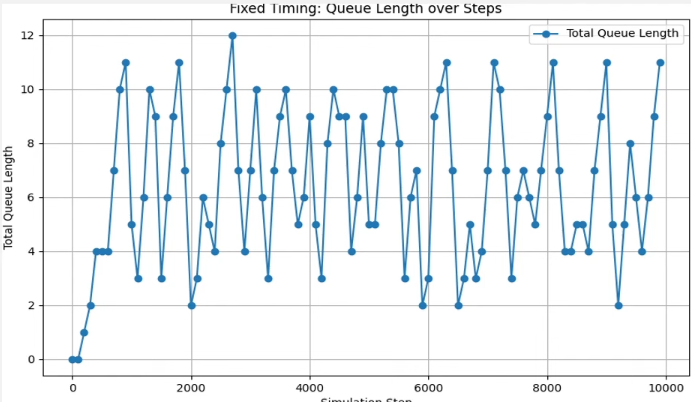 Fixed Timing: Queue Length over Steps
Total Queue Length
Total Queue Length
12
10
8
6
4
2
0
0 2000 4000 6000 8000 10000
Simulation Step